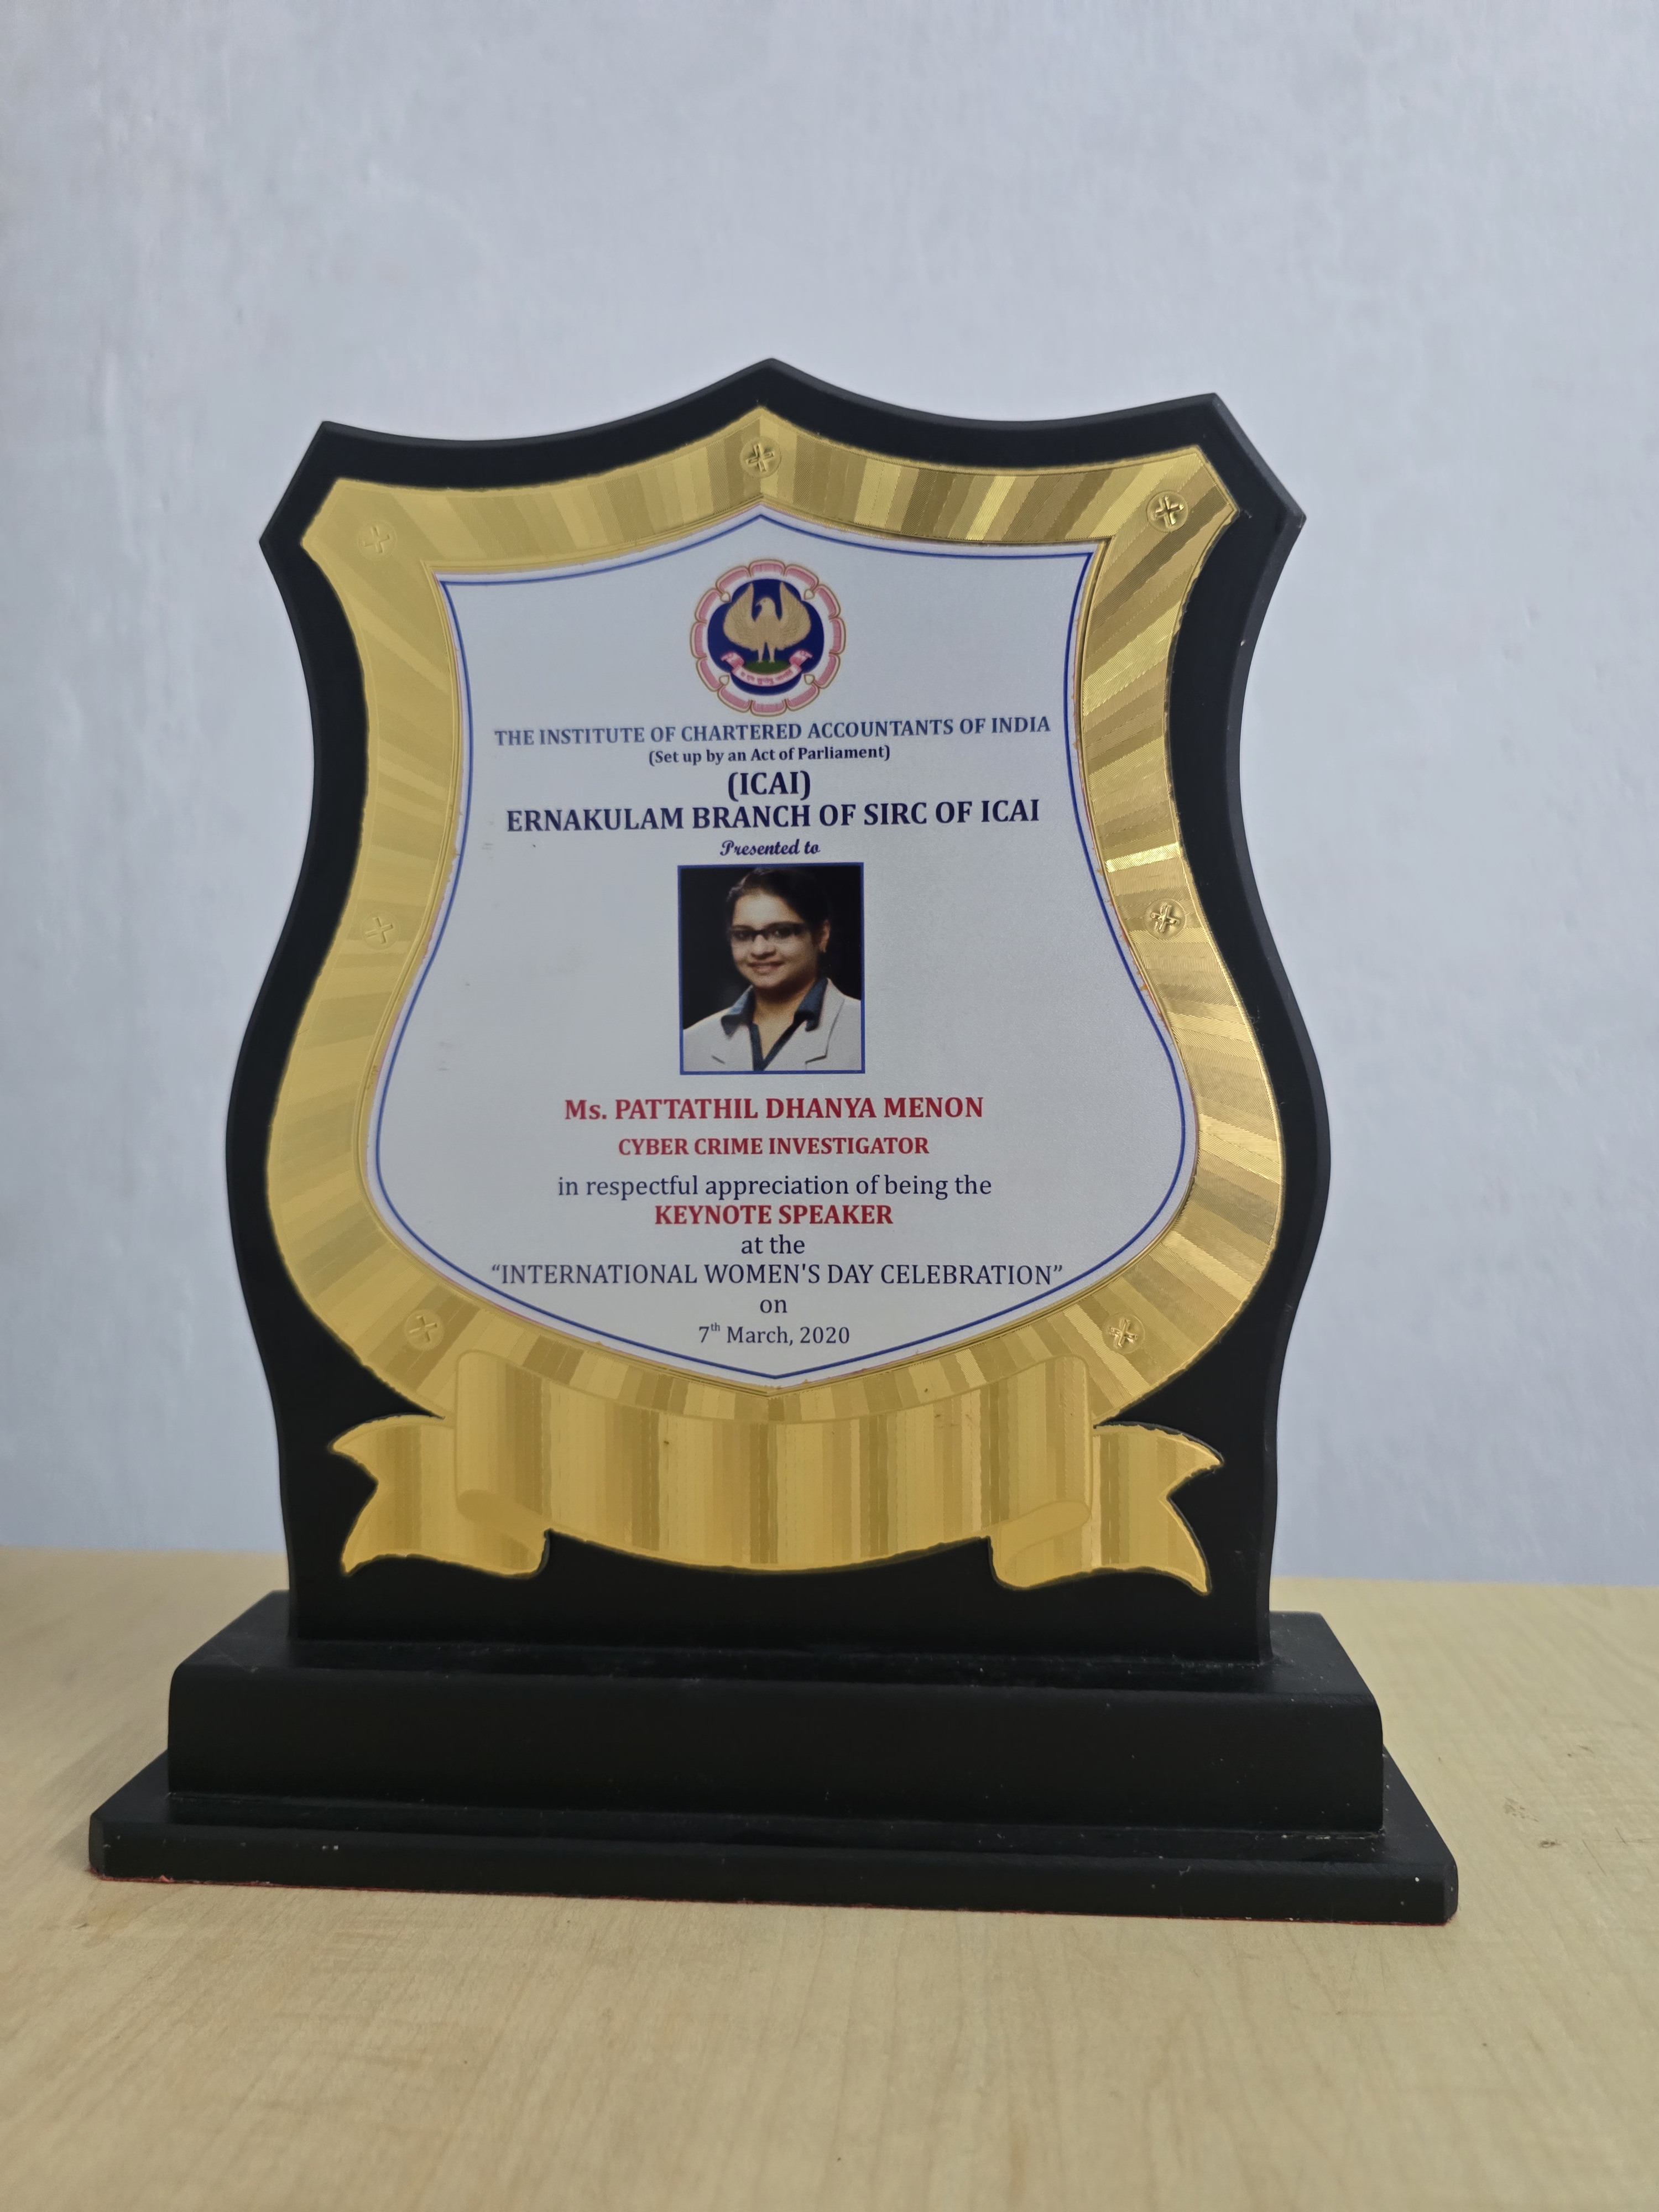 THE INSTITUTE OF CHARTERED ACCOUNTANTS OF INDIA
(Set up by an Act of Parliament)
(ICAI)
ERNAKULAM BRANCH OF SIRC OF ICAI
Presented to
Ms. PATTATHIL DHANYA MENON
CYBER CRIME INVESTIGATOR
in respectful appreciation of being the
KEYNOTE SPEAKER
at the
“INTERNATIONAL WOMEN'S DAY CELEBRATION”
on
7th March, 2020